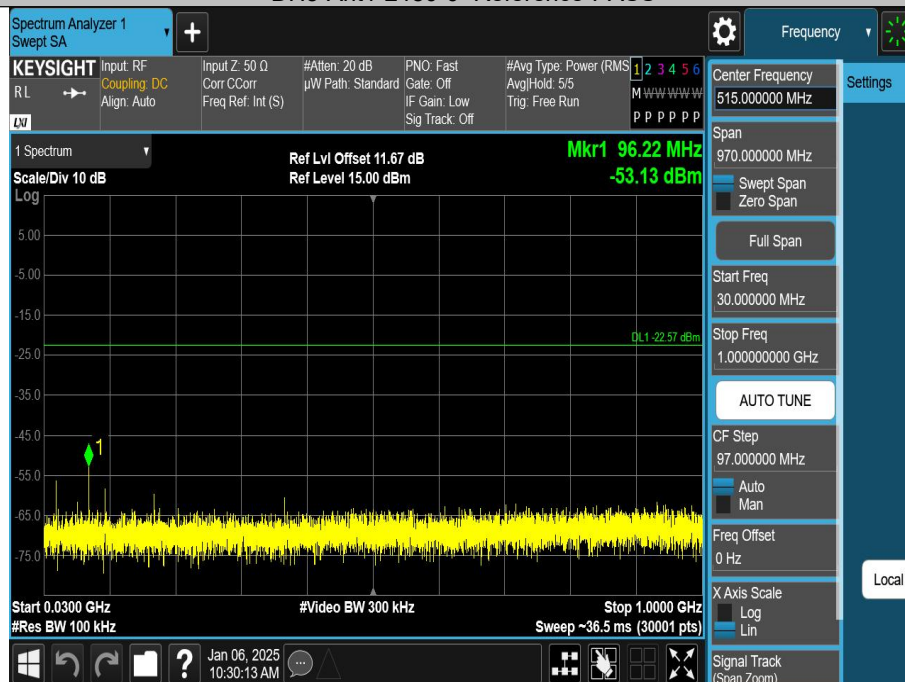 Spectrum Analyzer 1
Swept SA
+
Frequency
KEYSIGHT
RL
LXI
Input: RF
Coupling: DC
Align: Auto
Input Z: 50 Ω
Corr CCorr
Freq Ref: Int (S)
#Atten: 20 dB
µW Path: Standard
PNO: Fast
Gate: Off
IF Gain: Low
Sig Track: Off
#Avg Type: Power (RMS
Avg|Hold: 5/5
Trig: Free Run
1 2 3 4 5 6
M W W W W W
P P P P P P
1 Spectrum
Scale/Div 10 dB
Log
Ref Lvl Offset 11.67 dB
Ref Level 15.00 dBm
Mkr1 96.22 MHz
-53.13 dBm
5.00
-5.00
-15.0
-25.0
-35.0
-45.0
-55.0
-65.0
-75.0
DL1 -22.57 dBm
1
Start 0.0300 GHz
#Res BW 100 kHz
#Video BW 300 kHz
Stop 1.0000 GHz
Sweep ~36.5 ms (30001 pts)
Jan 06, 2025
10:30:13 AM
?
Center Frequency
515.000000 MHz
Span
970.000000 MHz
Swept Span
Zero Span
Full Span
Start Freq
30.000000 MHz
Stop Freq
1.000000000 GHz
AUTO TUNE
CF Step
97.000000 MHz
Auto
Man
Freq Offset
0 Hz
X Axis Scale
Log
Lin
Signal Track
(Span Zoom)
Settings
Local